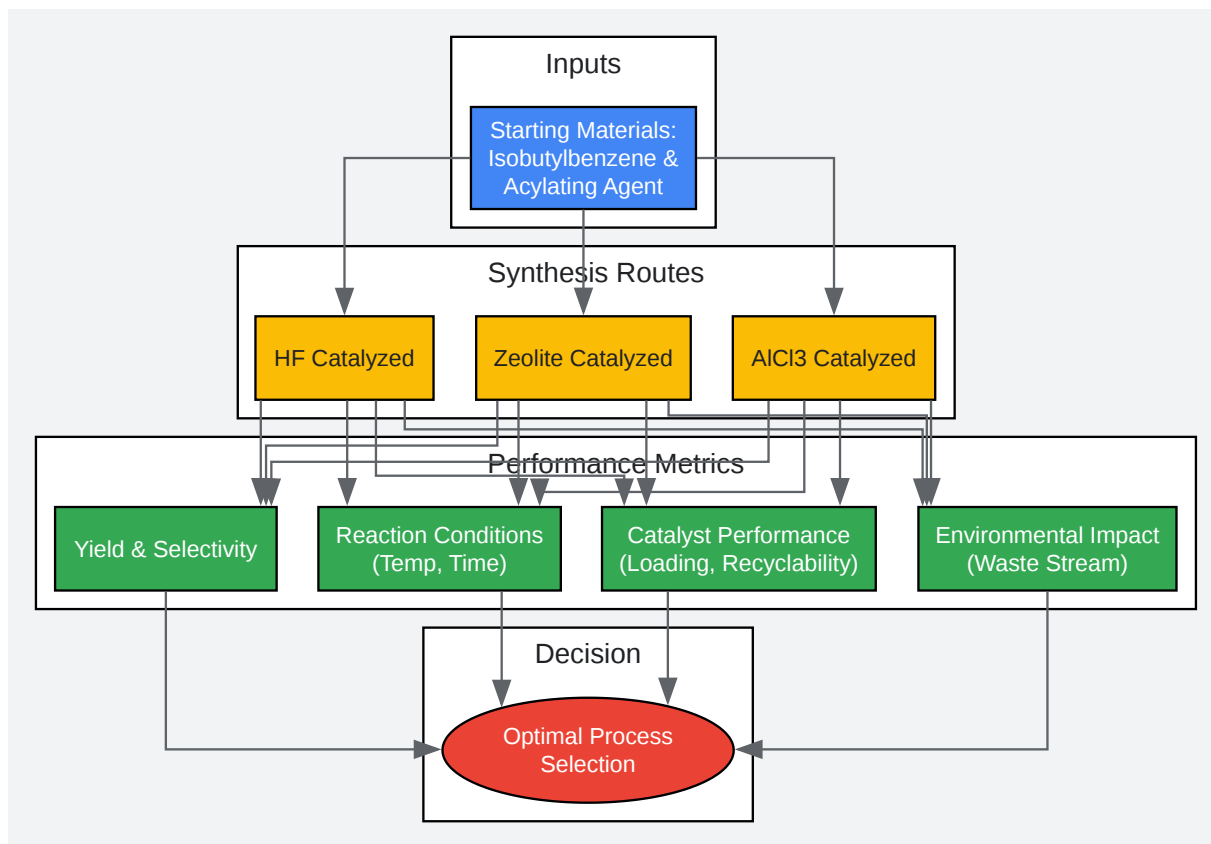 Inputs
Starting Materials:
Isobutylbenzene &
Acylating Agent
Synthesis Routes
HF Catalyzed
Zeolite Catalyzed
AlCl3 Catalyzed
Performance Metrics
Yield & Selectivity
Reaction Conditions
(Temp, Time)
Catalyst Performance
(Loading, Recyclability)
Environmental Impact
(Waste Stream)
Decision
Optimal Process
Selection